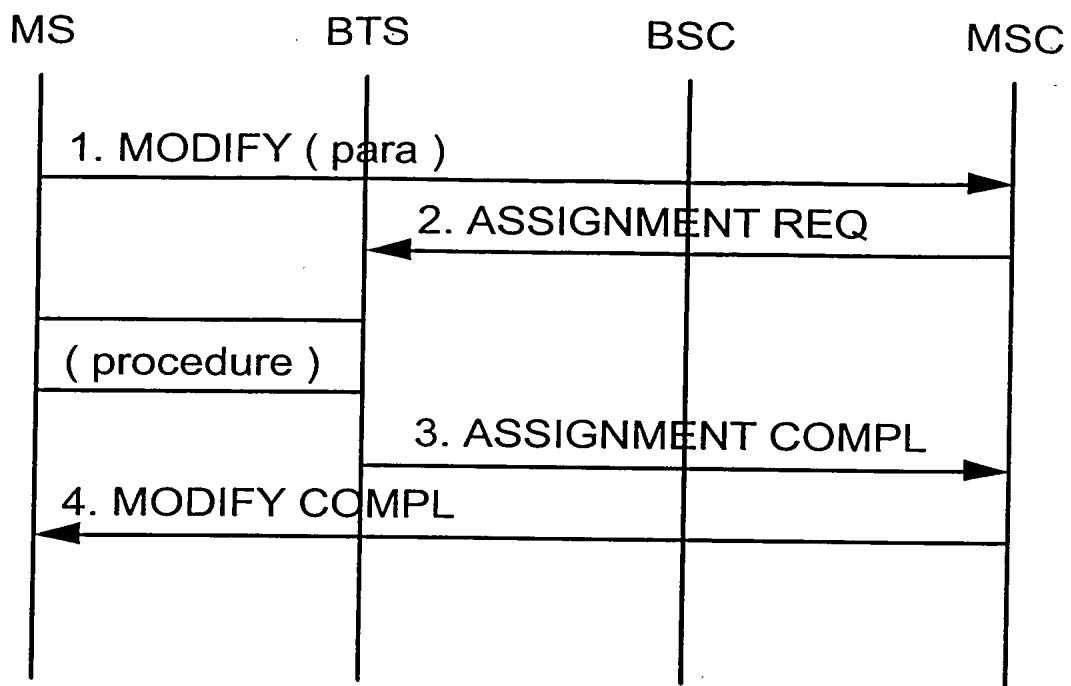 MS BTS BSC MSC
1. MODIFY ( para )
2. ASSIGNMENT REQ
( procedure )
3. ASSIGNMENT COMPL
4. MODIFY COMPL